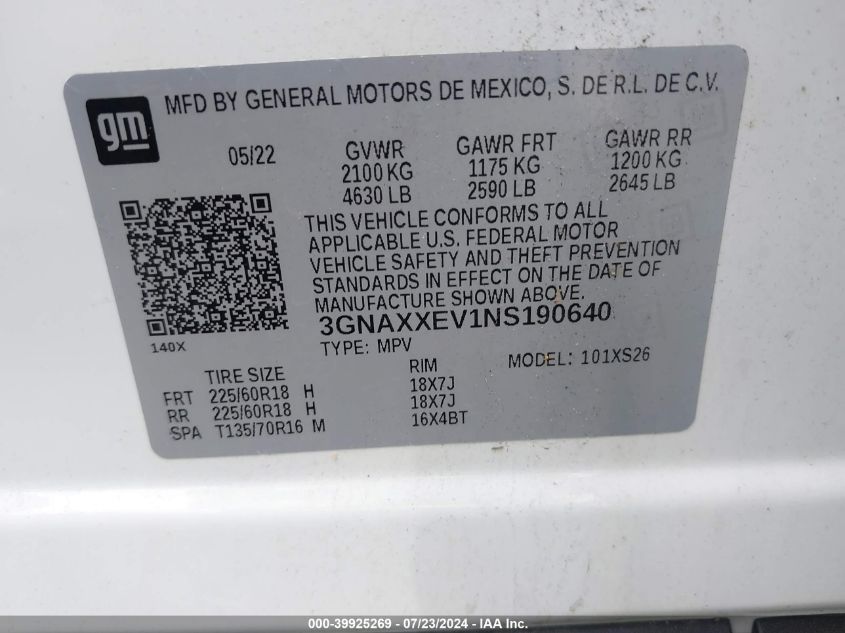 gm
MFD BY GENERAL MOTORS DE MEXICO, S. DE R.L. DE C.V.
05/22 GVWR GAWR FRT GAWR RR
2100 KG 1175 KG 1200 KG
4630 LB 2590 LB 2645 LB
THIS VEHICLE CONFORMS TO ALL
APPLICABLE U.S. FEDERAL MOTOR
VEHICLE SAFETY AND THEFT PREVENTION
STANDARDS IN EFFECT ON THE DATE OF
MANUFACTURE SHOWN ABOVE.
3GNAXXEV1NS190640
140X
TYPE: MPV MODEL: 101XS26
TIRE SIZE RIM
FRT 225/60R18 H 18X7J
RR 225/60R18 H 18X7J
SPA T135/70R16 M 16X4BT
000-39925269 - 07/23/2024 - IAA Inc.